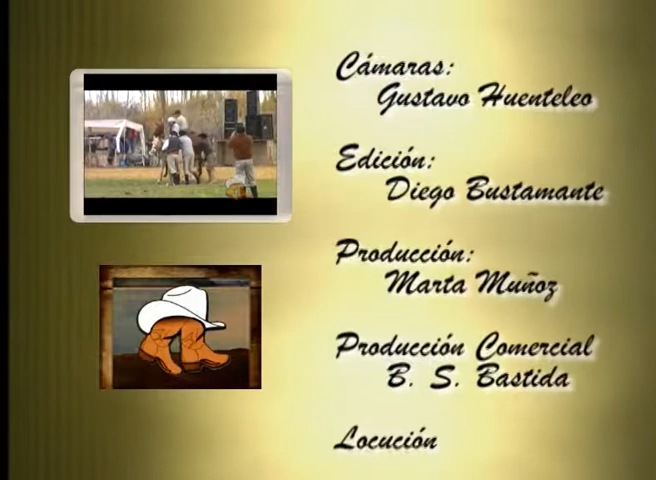 Cámaras:
Gustavo Huenteleo
Edición:
Diego Bustamante
Producción:
Marta Muñoz
Producción Comercial
B. S. Bastida
Locución